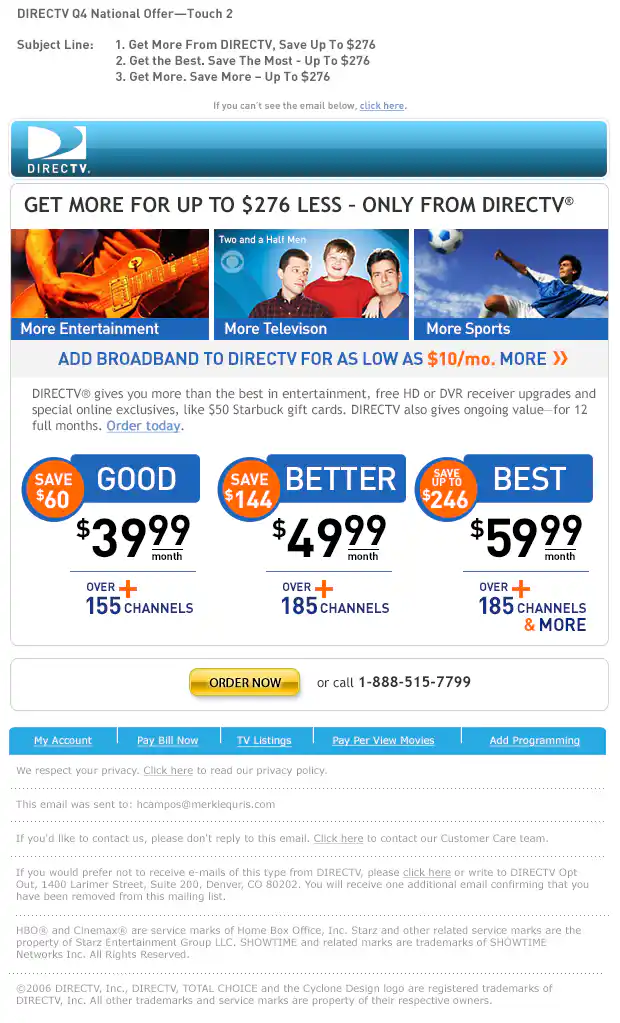 DIRECTV Q4 National Offer—Touch 2
Subject Line: 1. Get More From DIRECTV, Save Up To $276
2. Get the Best. Save The Most - Up To $276
3. Get More. Save More – Up To $276
If you can't see the email below, click here.
DIRECTV.
GET MORE FOR UP TO $276 LESS - ONLY FROM DIRECTV®
Two and a Half Men
More Entertainment More Televison More Sports
ADD BROADBAND TO DIRECTV FOR AS LOW AS $10/mo. MORE »
DIRECTV® gives you more than the best in entertainment, free HD or DVR receiver upgrades and
special online exclusives, like $50 Starbuck gift cards. DIRECTV also gives ongoing value—for 12
full months. Order today.
SAVE $60 GOOD
$39.99 month
OVER +
155 CHANNELS
SAVE $144 BETTER
$49.99 month
OVER +
185 CHANNELS
SAVE UP TO $246 BEST
$59.99 month
OVER +
185 CHANNELS
& MORE
ORDER NOW or call 1-888-515-7799
My Account Pay Bill Now TV Listings Pay Per View Movies Add Programming
We respect your privacy. Click here to read our privacy policy.
This email was sent to: hcampos@merkiequris.com
If you'd like to contact us, please don't reply to this email. Click here to contact our Customer Care team.
If you would prefer not to receive e-mails of this type from DIRECTV, please click here or write to DIRECTV Opt
Out, 1400 Larimer Street, Suite 200, Denver, CO 80202. You will receive one additional email confirming that you
have been removed from this mailing list.
HBO® and Cinemax® are service marks of Home Box Office, Inc. Starz and other related service marks are the
property of Starz Entertainment Group LLC. SHOWTIME and related marks are trademarks of SHOWTIME
Networks Inc. All Rights Reserved.
©2006 DIRECTV, Inc., DIRECTV, TOTAL CHOICE and the Cyclone Design logo are registered trademarks of
DIRECTV, Inc. All other trademarks and service marks are property of their respective owners.